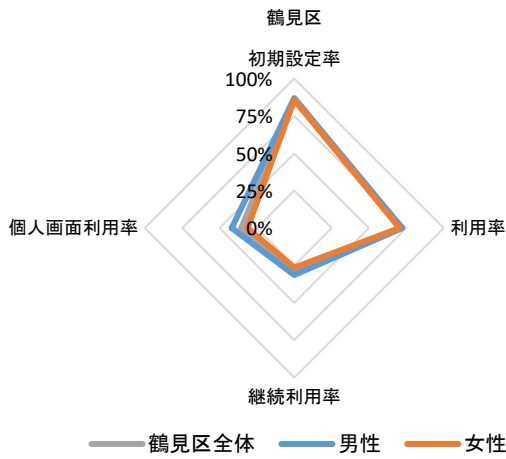 鶴見区
初期設定率
100%
75%
50%
25%
0%
個人画面利用率
利用率
継続利用率
鶴見区全体 男性 女性